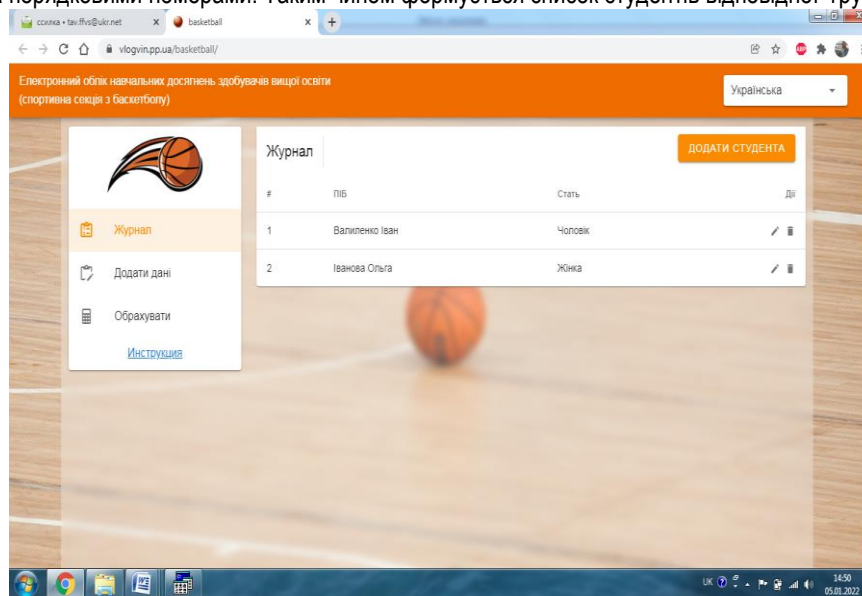 порядковими номерами. Таким чином формується список студентів відповідної
ссилка • tav.ffvs@ukr.net
basketball
vlogvin.pp.ua/basketball/
Електронний облік навчальних досягнень здобувачів вищої освіти
(спортивна секція з баскетболу)
Українська
Журнал
ДОДАТИ СТУДЕНТА
# ПІБ Стать Дії
Журнал
1 Валиленко Іван Чоловік
Додати дані
2 Іванова Ольга Жінка
Обрахувати
Инструкция
UK
14:50
05.01.2022